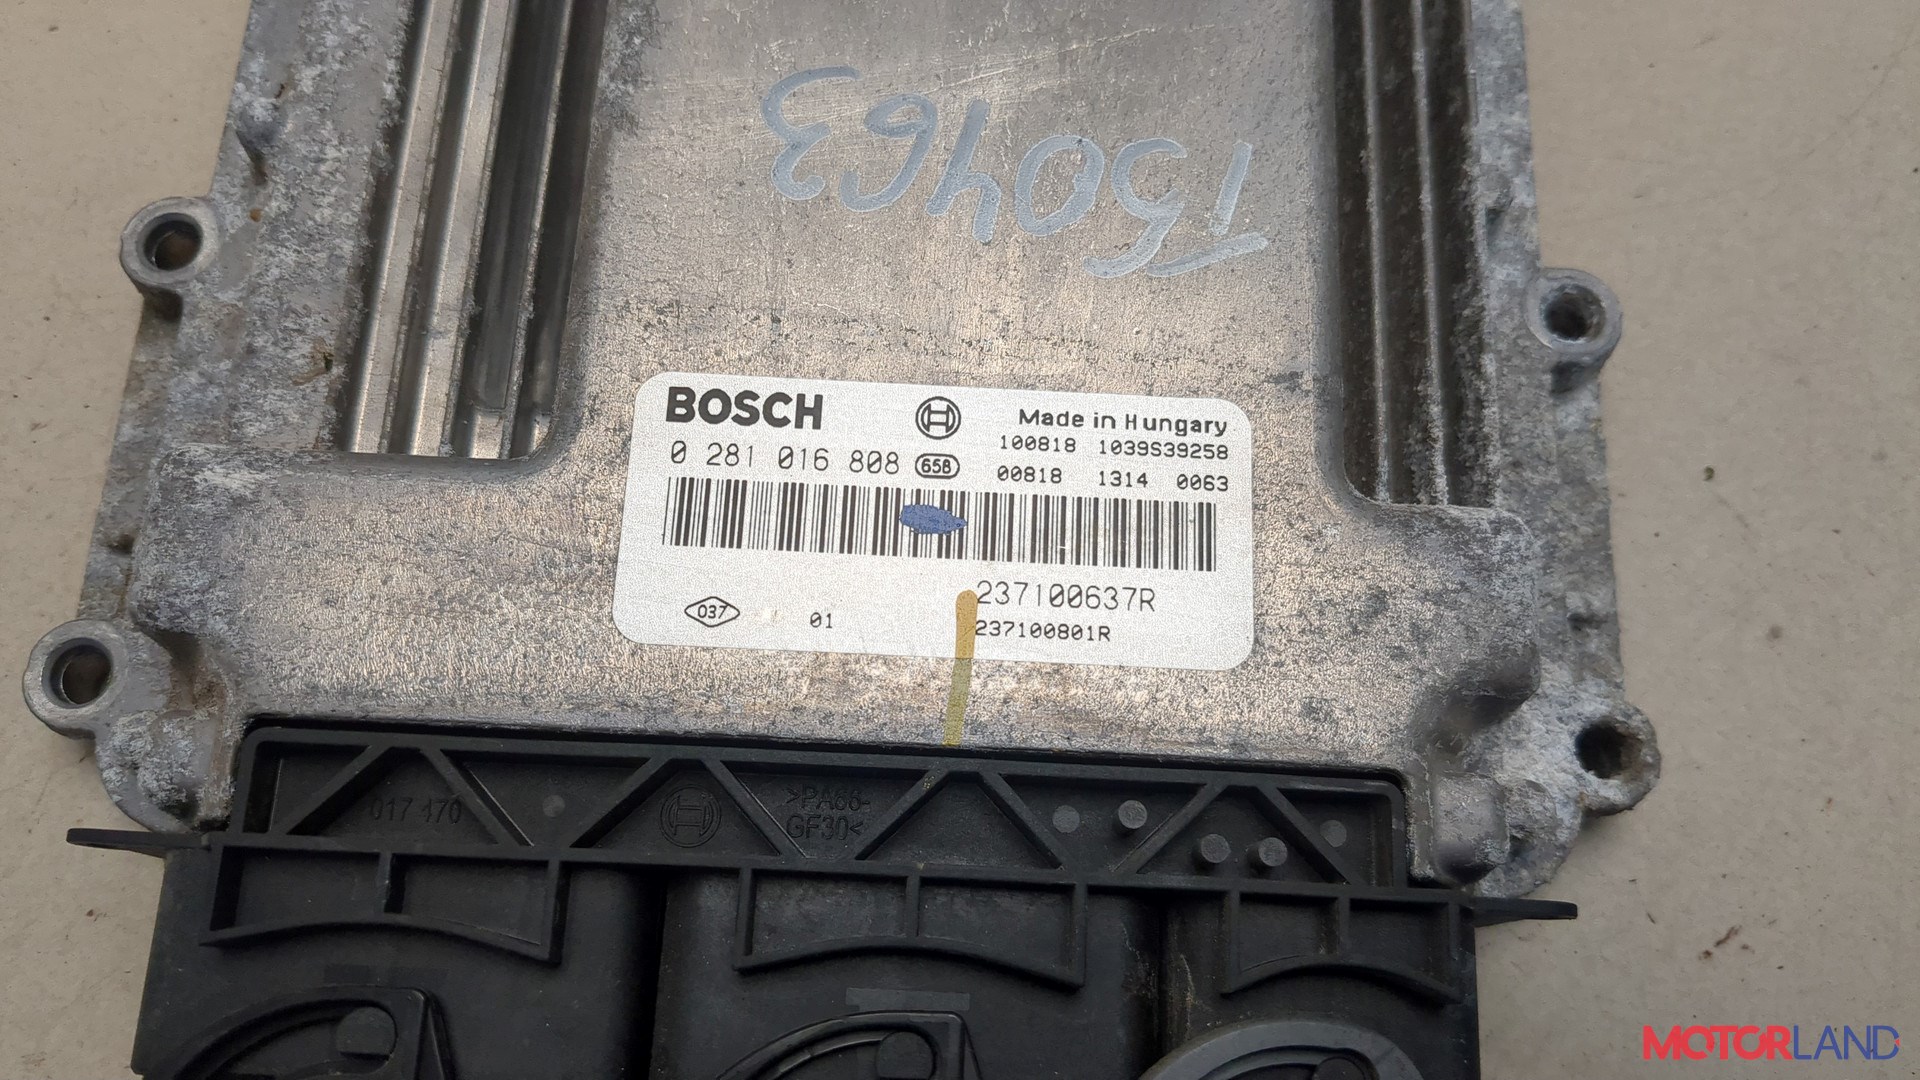 T50463
BOSCH
Made in Hungary
100818 1039S39258
0 281 016 808 658
00818 1314 0063
237100637R
037 01
237100801R
017 170
>PA66-
GF30<
MOTORLAND